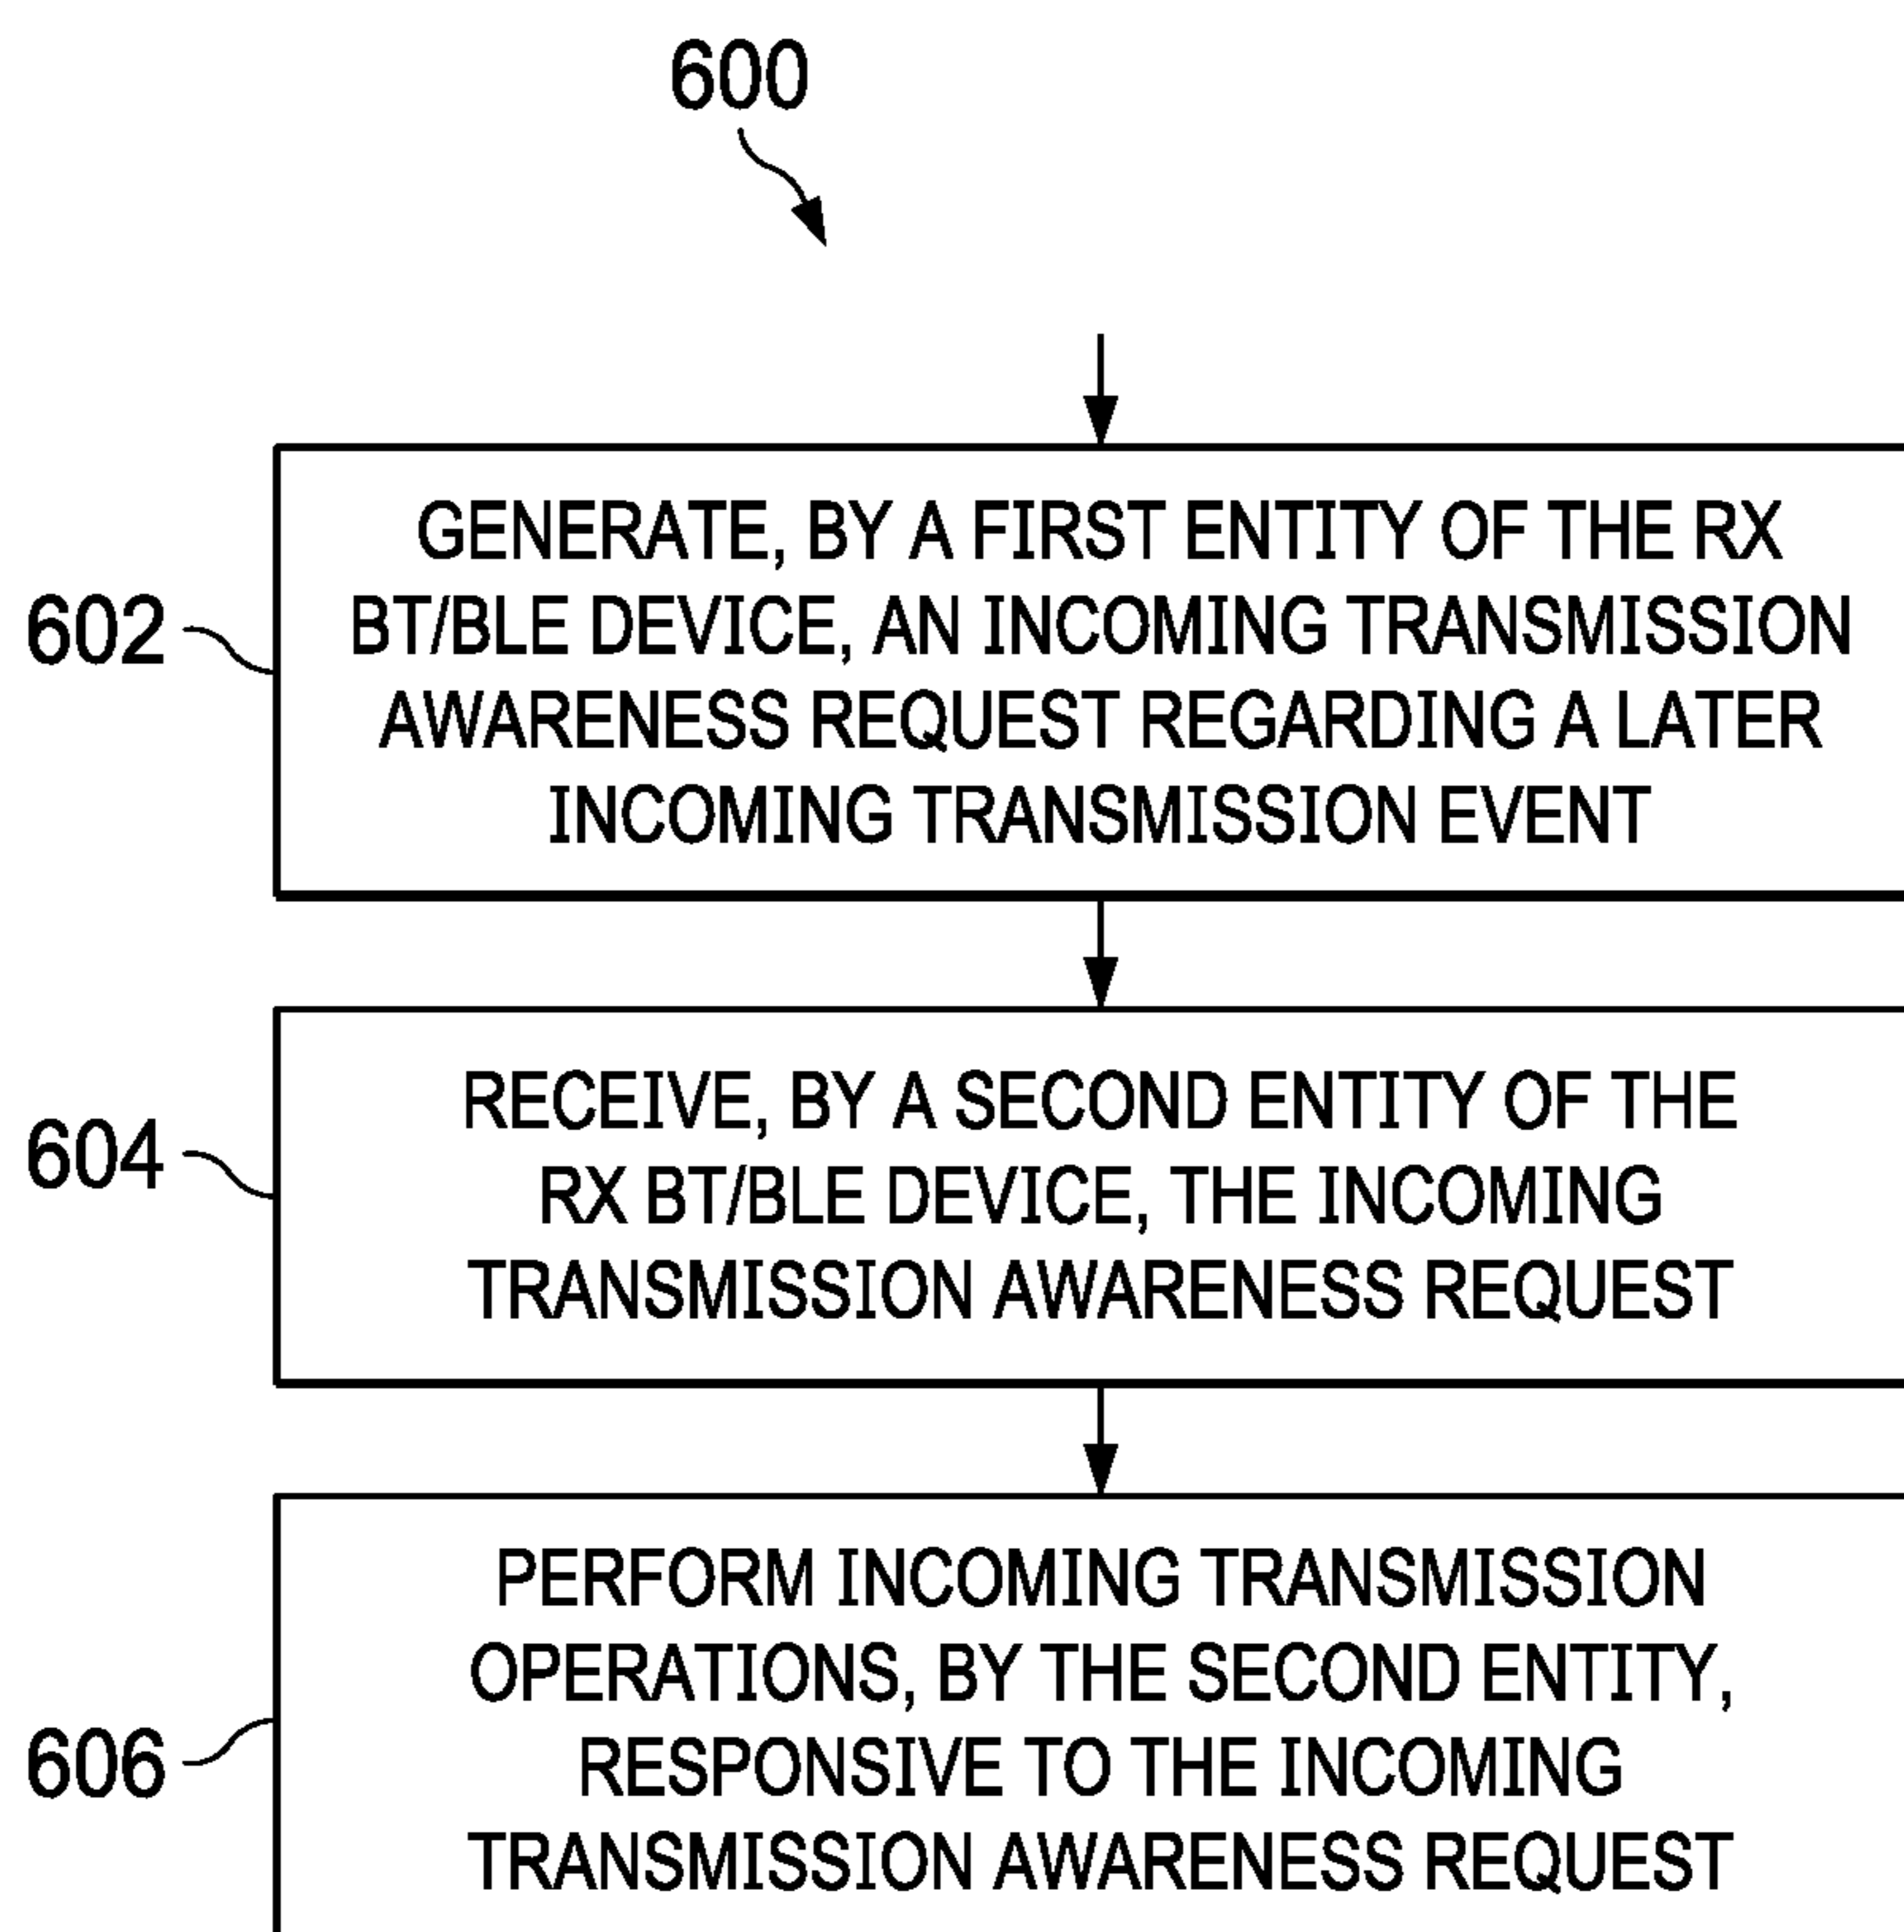 600
602
GENERATE, BY A FIRST ENTITY OF THE RX
BT/BLE DEVICE, AN INCOMING TRANSMISSION
AWARENESS REQUEST REGARDING A LATER
INCOMING TRANSMISSION EVENT
604
RECEIVE, BY A SECOND ENTITY OF THE
RX BT/BLE DEVICE, THE INCOMING
TRANSMISSION AWARENESS REQUEST
606
PERFORM INCOMING TRANSMISSION
OPERATIONS, BY THE SECOND ENTITY,
RESPONSIVE TO THE INCOMING
TRANSMISSION AWARENESS REQUEST